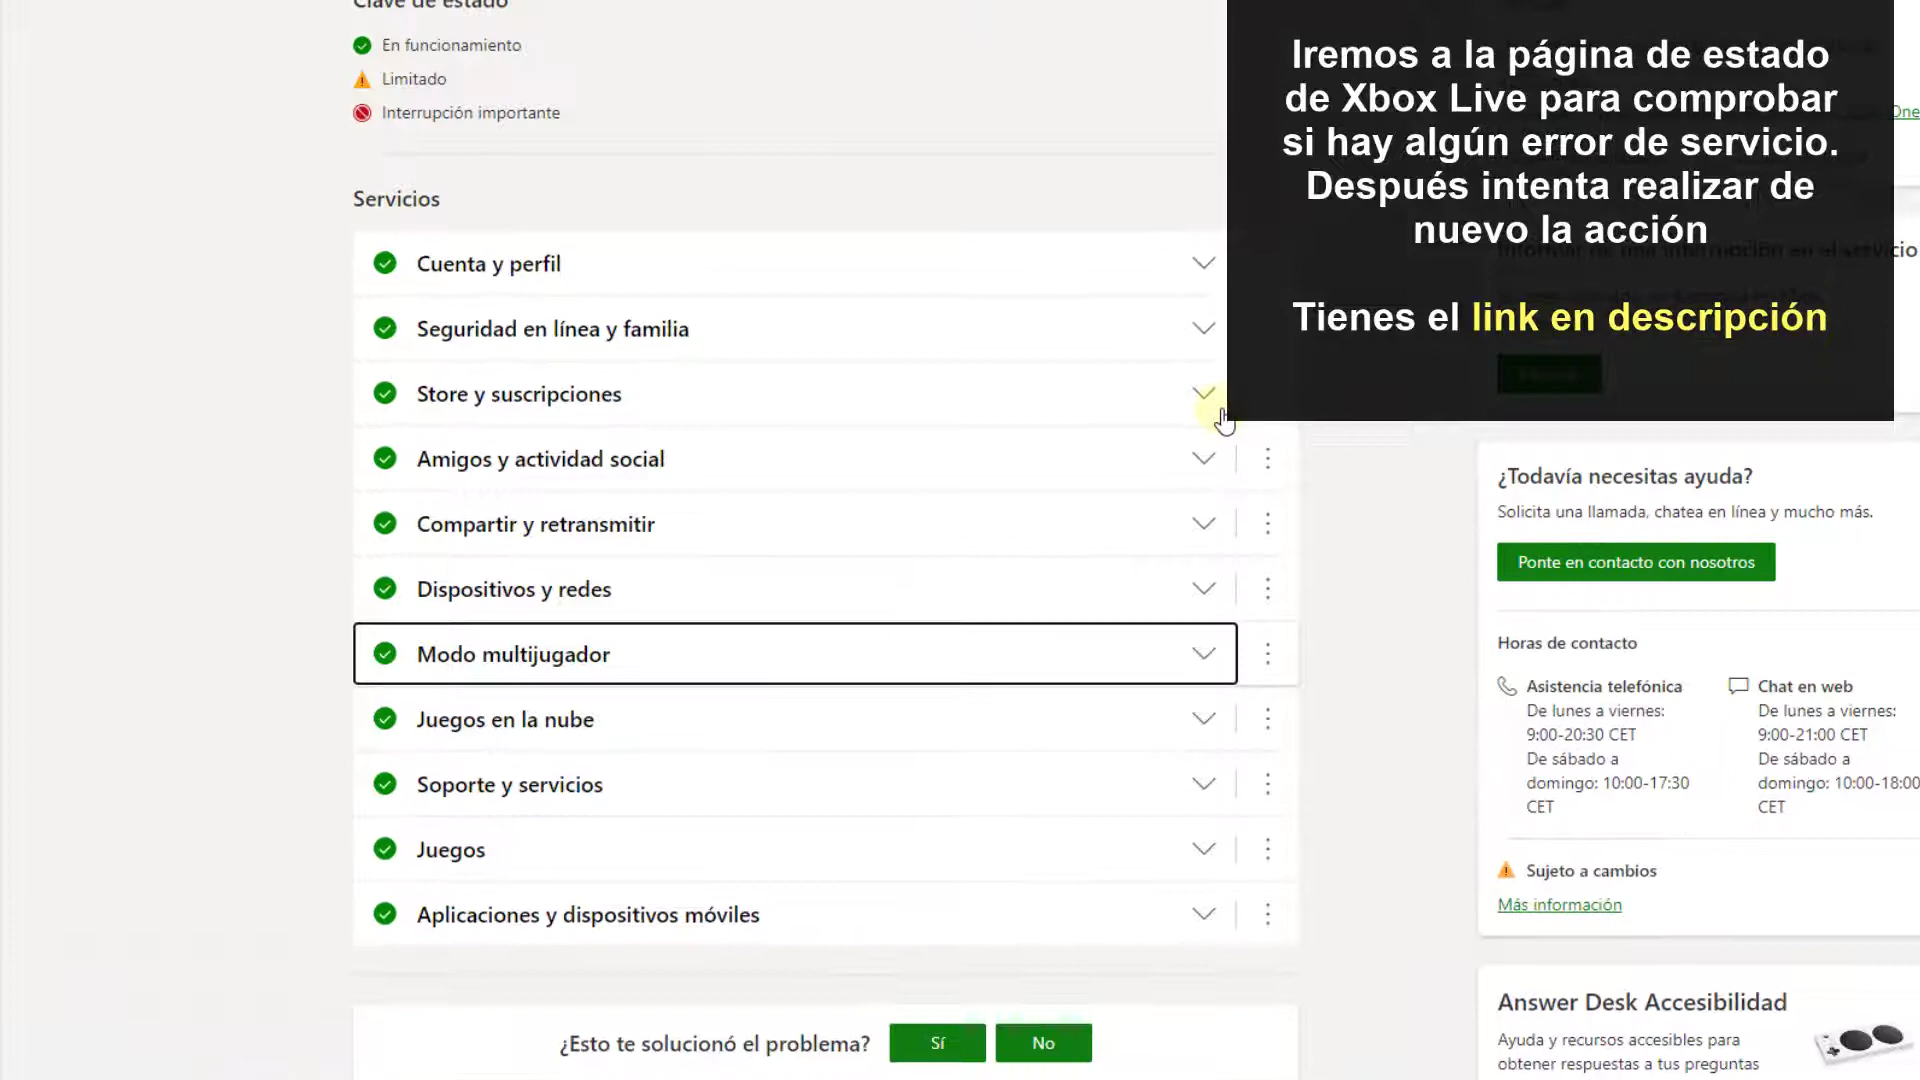 Clave de estado
En funcionamiento
Limitado
Interrupción importante
Servicios
Cuenta y perfil
Seguridad en línea y familia
Store y suscripciones
Amigos y actividad social
Compartir y retransmitir
Dispositivos y redes
Modo multijugador
Juegos en la nube
Soporte y servicios
Juegos
Aplicaciones y dispositivos móviles
¿Esto te solucionó el problema?
Sí
No
Iremos a la página de estado
de Xbox Live para comprobar
si hay algún error de servicio.
Después intenta realizar de
nuevo la acción
Tienes el link en descripción
One
¿Todavía necesitas ayuda?
Solicita una llamada, chatea en línea y mucho más.
Ponte en contacto con nosotros
Horas de contacto
Asistencia telefónica
De lunes a viernes:
9:00-20:30 CET
De sábado a
domingo: 10:00-17:30
CET
Chat en web
De lunes a viernes:
9:00-21:00 CET
De sábado a
domingo: 10:00-18:00
CET
Sujeto a cambios
Más información
Answer Desk Accesibilidad
Ayuda y recursos accesibles para
obtener respuestas a tus preguntas